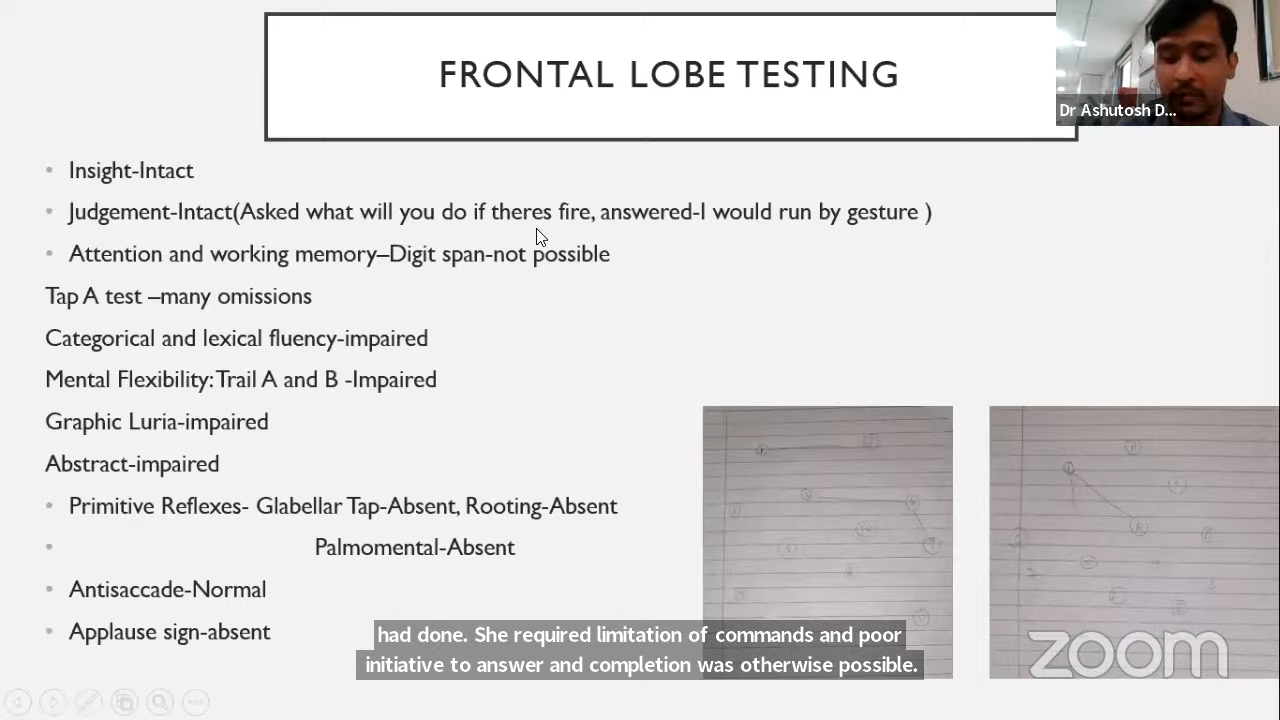 FRONTAL LOBE TESTING
Dr Ashutosh D...
• Insight-Intact
• Judgement-Intact(Asked what will you do if theres fire, answered-I would run by gesture )
• Attention and working memory–Digit span-not possible
Tap A test –many omissions
Categorical and lexical fluency-impaired
Mental Flexibility: Trail A and B -Impaired
Graphic Luria-impaired
Abstract-impaired
• Primitive Reflexes- Glabellar Tap-Absent, Rooting-Absent
• Palmomental-Absent
• Antisaccade-Normal
• Applause sign-absent
had done. She required limitation of commands and poor
initiative to answer and completion was otherwise possible.
zoom